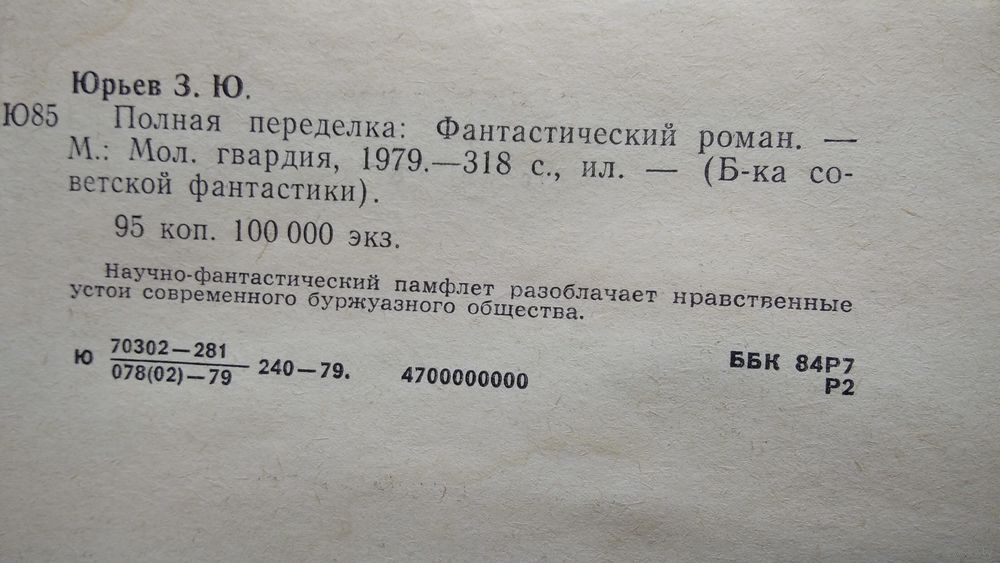 Юрьев З. Ю.
Ю85 Полная переделка: Фантастический роман. —
М.: Мол. гвардия, 1979.—318 с., ил. — (Б-ка со-
ветской фантастики).
95 коп. 100 000 экз.
Научно-фантастический памфлет разоблачает нравственные
устои современного буржуазного общества.
70302—281
Ю 240—79. 4700000000 ББК 84Р7
078(02)—79 Р2